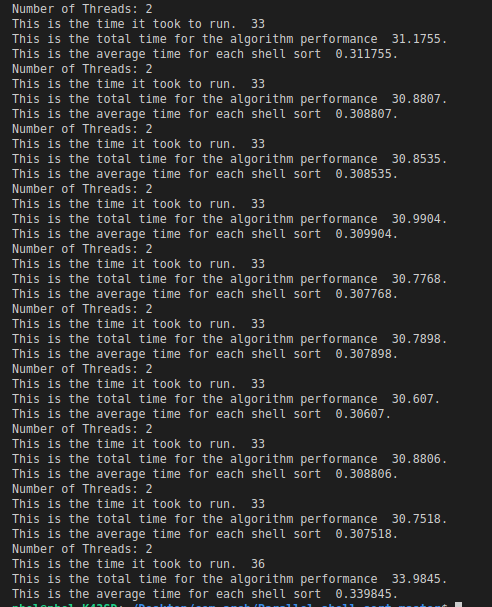 Number of Threads: 2
This is the time it took to run.  33
This is the total time for the algorithm performance  31.1755.
This is the average time for each shell sort  0.311755.
Number of Threads: 2
This is the time it took to run.  33
This is the total time for the algorithm performance  30.8807.
This is the average time for each shell sort  0.308807.
Number of Threads: 2
This is the time it took to run.  33
This is the total time for the algorithm performance  30.8535.
This is the average time for each shell sort  0.308535.
Number of Threads: 2
This is the time it took to run.  33
This is the total time for the algorithm performance  30.9904.
This is the average time for each shell sort  0.309904.
Number of Threads: 2
This is the time it took to run.  33
This is the total time for the algorithm performance  30.7768.
This is the average time for each shell sort  0.307768.
Number of Threads: 2
This is the time it took to run.  33
This is the total time for the algorithm performance  30.7898.
This is the average time for each shell sort  0.307898.
Number of Threads: 2
This is the time it took to run.  33
This is the total time for the algorithm performance  30.607.
This is the average time for each shell sort  0.30607.
Number of Threads: 2
This is the time it took to run.  33
This is the total time for the algorithm performance  30.8806.
This is the average time for each shell sort  0.308806.
Number of Threads: 2
This is the time it took to run.  33
This is the total time for the algorithm performance  30.7518.
This is the average time for each shell sort  0.307518.
Number of Threads: 2
This is the time it took to run.  36
This is the total time for the algorithm performance  33.9845.
This is the average time for each shell sort  0.339845.